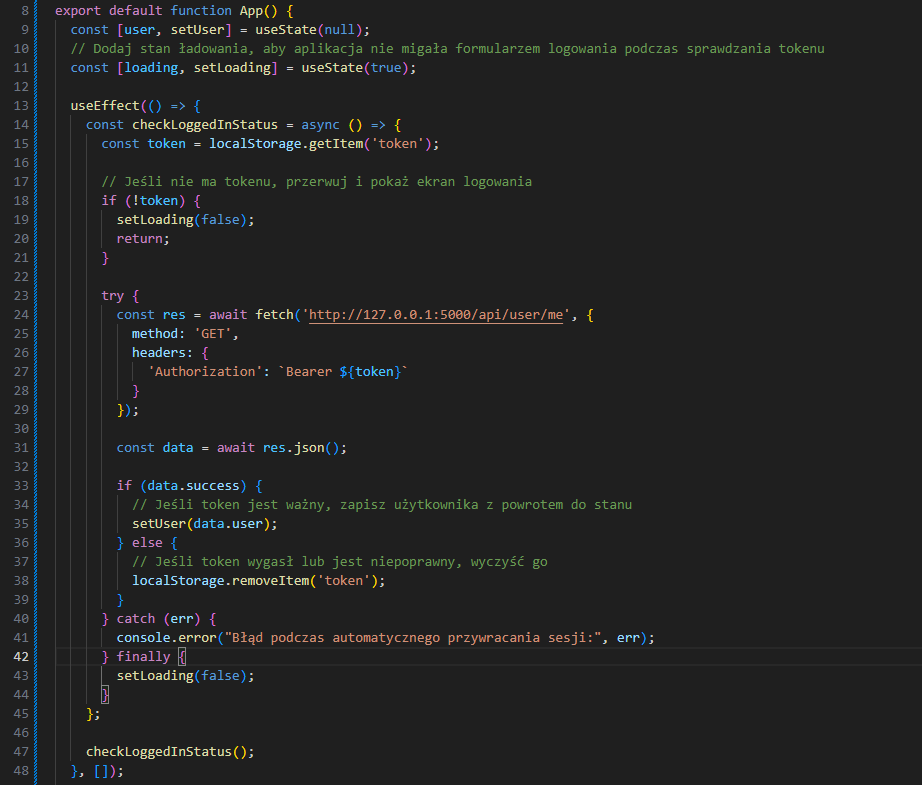 8 export default function App() {
9 const [user, setUser] = useState(null);
10 // Dodaj stan ładowania, aby aplikacja nie migała formularzem logowania podczas sprawdzania tokenu
11 const [loading, setLoading] = useState(true);
12
13 useEffect(() => {
14 const checkLoggedInStatus = async () => {
15 const token = localStorage.getItem('token');
16
17 // Jeśli nie ma tokenu, przerwuj i pokaż ekran logowania
18 if (!token) {
19 setLoading(false);
20 return;
21 }
22
23 try {
24 const res = await fetch('http://127.0.0.1:5000/api/user/me', {
25 method: 'GET',
26 headers: {
27 'Authorization': `Bearer ${token}`
28 }
29 });
30
31 const data = await res.json();
32
33 if (data.success) {
34 // Jeśli token jest ważny, zapisz użytkownika z powrotem do stanu
35 setUser(data.user);
36 } else {
37 // Jeśli token wygasł lub jest niepoprawny, wyczyść go
38 localStorage.removeItem('token');
39 }
40 } catch (err) {
41 console.error("Błąd podczas automatycznego przywracania sesji:", err);
42 } finally {
43 setLoading(false);
44 }
45 };
46
47 checkLoggedInStatus();
48 }, []);